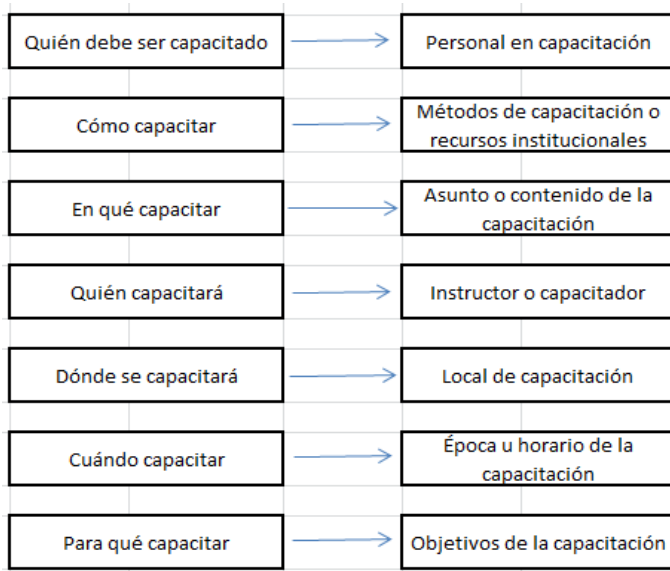 Quién debe ser capacitado
Personal en capacitación
Cómo capacitar
Métodos de capacitación o
recursos institucionales
En qué capacitar
Asunto o contenido de la
capacitación
Quién capacitará
Instructor o capacitador
Dónde se capacitará
Local de capacitación
Cuándo capacitar
Época u horario de la
capacitación
Para qué capacitar
Objetivos de la capacitación